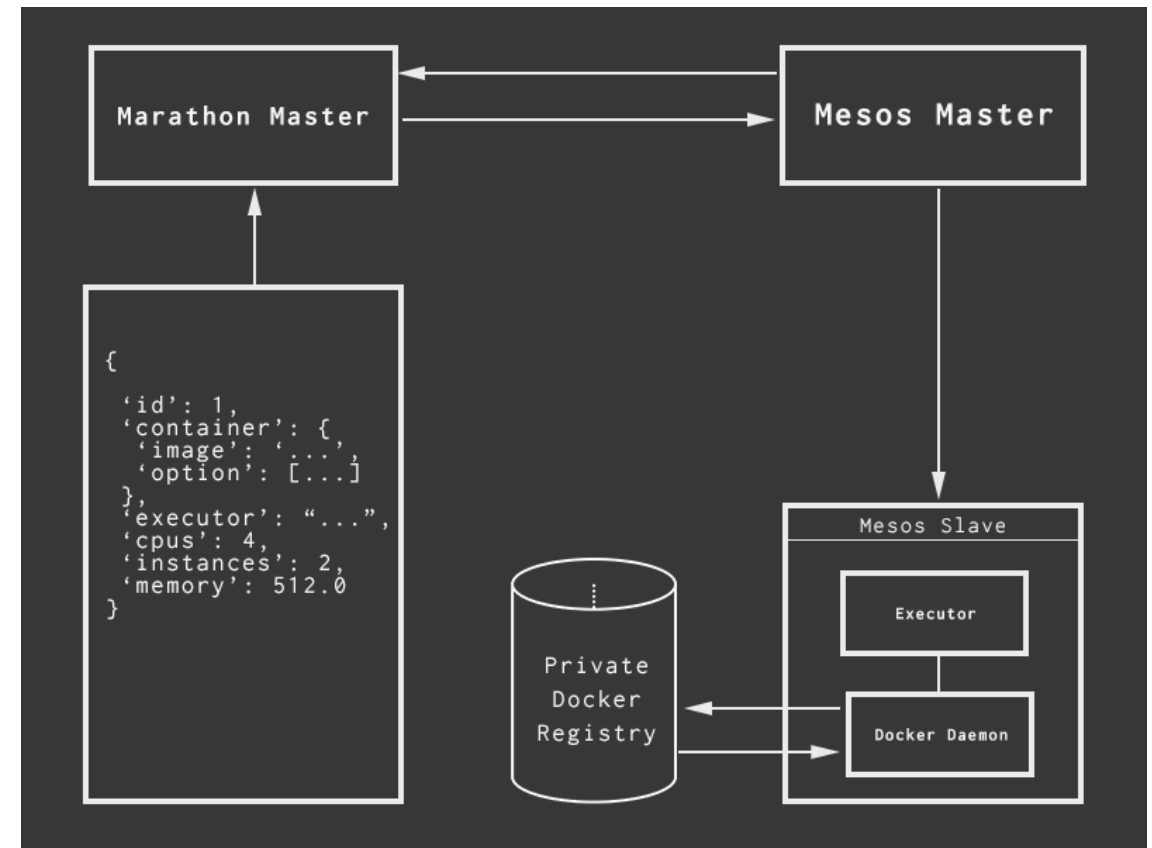 Marathon Master
Mesos Master
{
‘id’: 1,
‘container’: {
‘image’: ‘...’,
‘option’: [...]
},
‘executor’: “...”,
‘cpus’: 4,
‘instances’: 2,
‘memory’: 512.0
}
Mesos Slave
Executor
Docker Daemon
Private
Docker
Registry